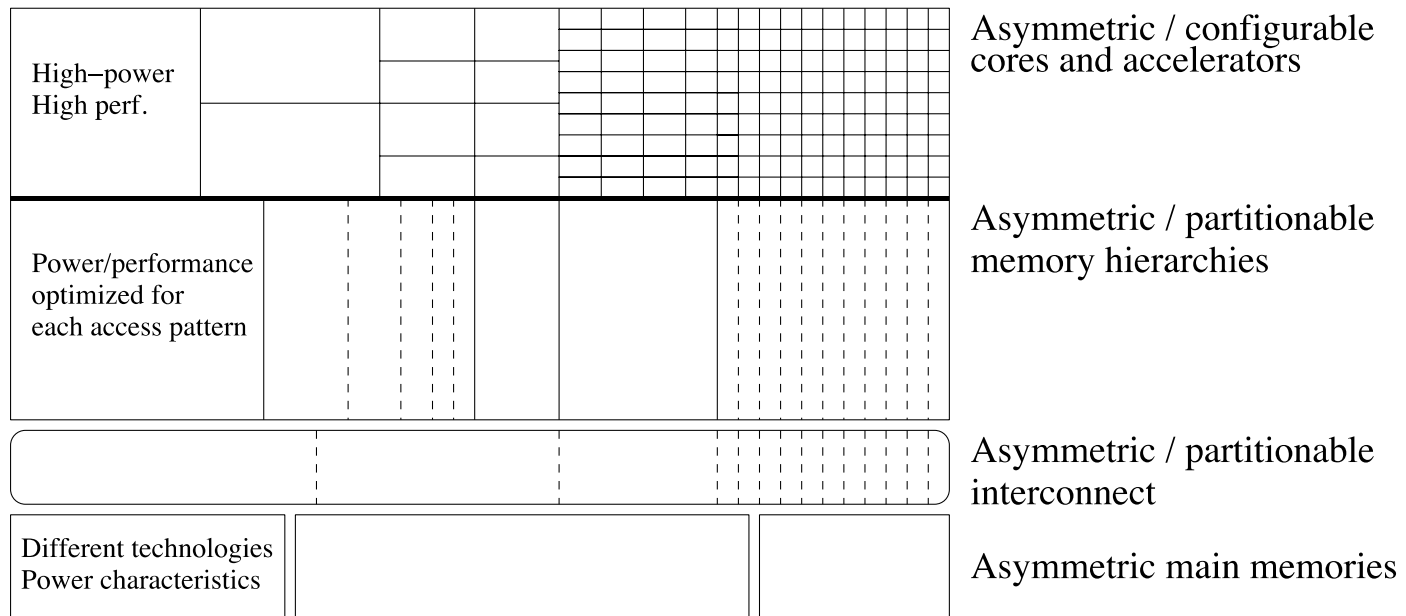 High−power
High perf.
Asymmetric / configurable
cores and accelerators
Power/performance
optimized for
each access pattern
Asymmetric / partitionable
memory hierarchies
Asymmetric / partitionable
interconnect
Different technologies
Power characteristics
Asymmetric main memories